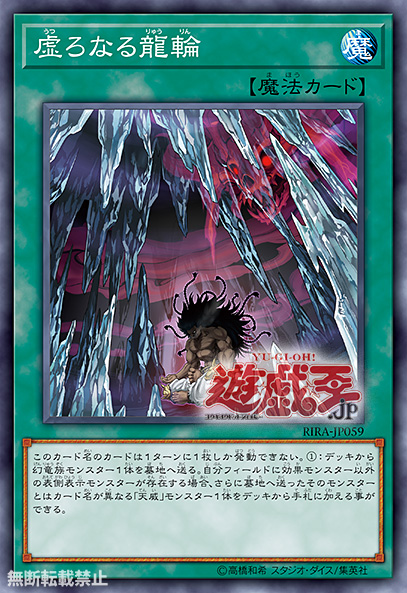 虚ろなる龍輪
【魔法カード】
魔
YU-GI-OH!
遊戯王
.JP
RIRA-JP059
このカード名のカードは1ターンに1枚しか発動できない。①:デッキから
幻竜族モンスター1体を墓地へ送る。自分フィールドに効果モンスター以外
の表側表示モンスターが存在する場合、さらに墓地へ送ったそのモンスター
とはカード名が異なる「天威」モンスター1体をデッキから手札に加える事が
できる。
無断転載禁止
©高橋和希 スタジオ・ダイス/集英社